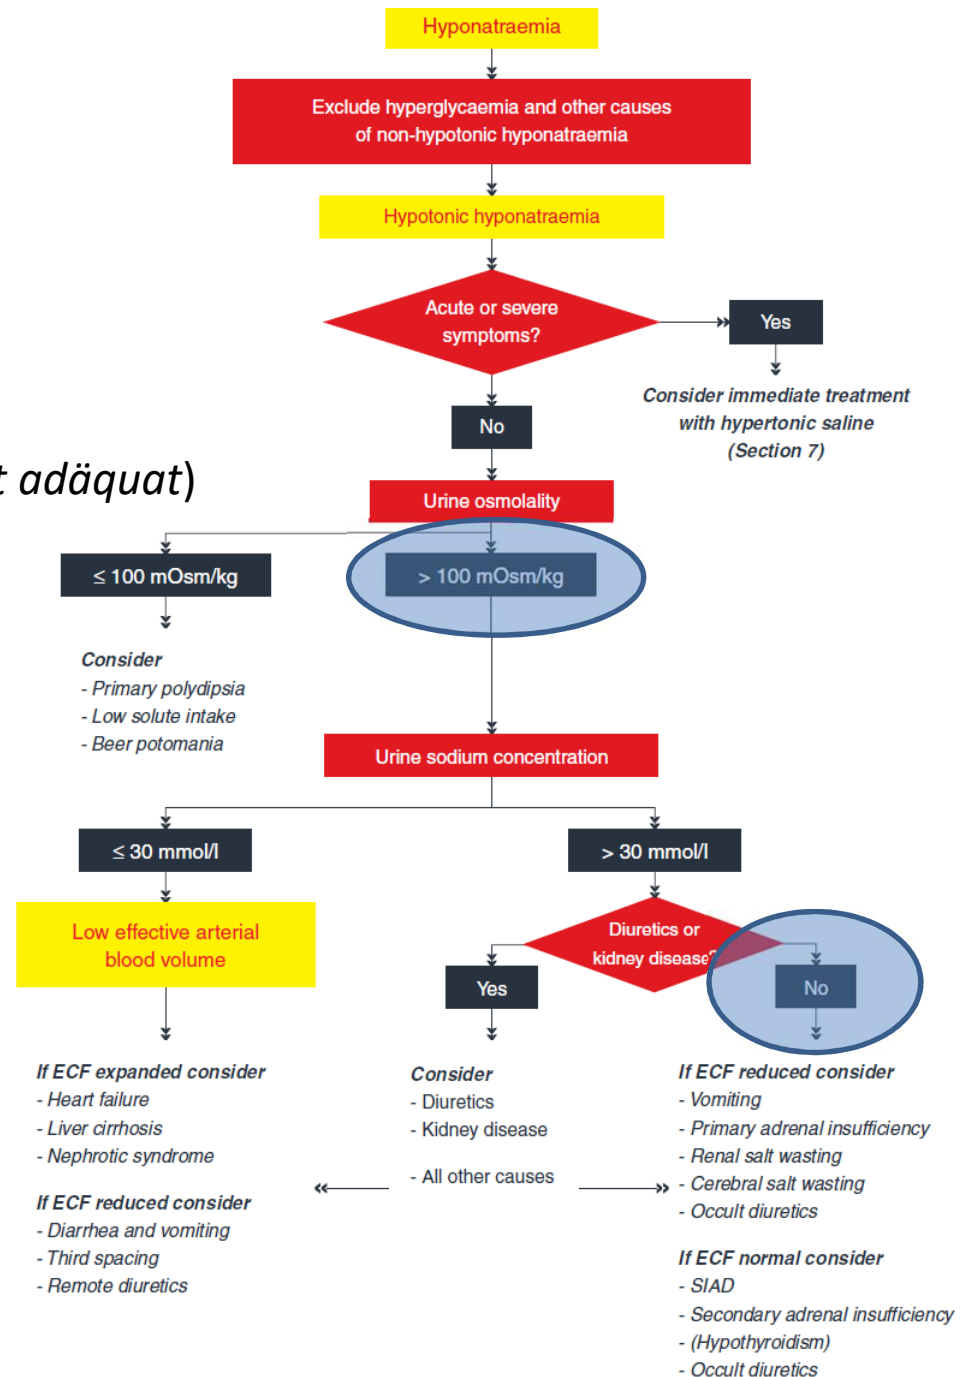 Hyponatraemia
Exclude hyperglycaemia and other causes
of non-hypotonic hyponatraemia
Hypotonic hyponatraemia
Acute or severe
symptoms?
Yes
Consider immediate treatment
with hypertonic saline
(Section 7)
No
t adäquat)
Urine osmolality
≤ 100 mOsm/kg
> 100 mOsm/kg
Consider
- Primary polydipsia
- Low solute intake
- Beer potomania
Urine sodium concentration
≤ 30 mmol/l
> 30 mmol/l
Low effective arterial
blood volume
Diuretics or
kidney disease?
Yes
No
If ECF expanded consider
- Heart failure
- Liver cirrhosis
- Nephrotic syndrome
If ECF reduced consider
- Diarrhea and vomiting
- Third spacing
- Remote diuretics
Consider
- Diuretics
- Kidney disease
- All other causes
If ECF reduced consider
- Vomiting
- Primary adrenal insufficiency
- Renal salt wasting
- Cerebral salt wasting
- Occult diuretics
If ECF normal consider
- SIAD
- Secondary adrenal insufficiency
- (Hypothyroidism)
- Occult diuretics